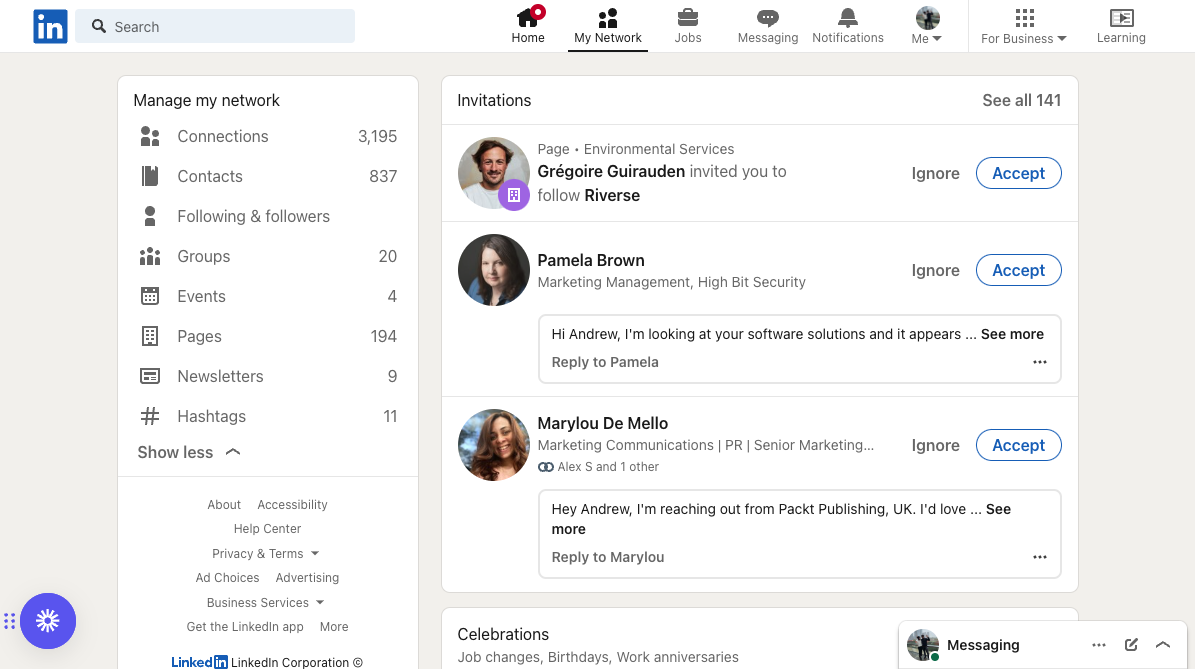 in
Search
Home
My Network
Jobs
Messaging
Notifications
Me
For Business
Learning
Manage my network
Connections 3,195
Contacts 837
Following & followers
Groups 20
Events 4
Pages 194
Newsletters 9
Hashtags 11
Show less
About Accessibility
Help Center
Privacy & Terms
Ad Choices Advertising
Business Services
Get the LinkedIn app More
LinkedIn LinkedIn Corporation ©
Invitations See all 141
Page • Environmental Services
Grégoire Guirauden invited you to
follow Riverse
Ignore Accept
Pamela Brown
Marketing Management, High Bit Security
Ignore Accept
Hi Andrew, I'm looking at your software solutions and it appears ... See more
Reply to Pamela
Marylou De Mello
Marketing Communications | PR | Senior Marketing...
Alex S and 1 other
Ignore Accept
Hey Andrew, I'm reaching out from Packt Publishing, UK. I'd love ... See
more
Reply to Marylou
Celebrations
Job changes, Birthdays, Work anniversaries
Messaging